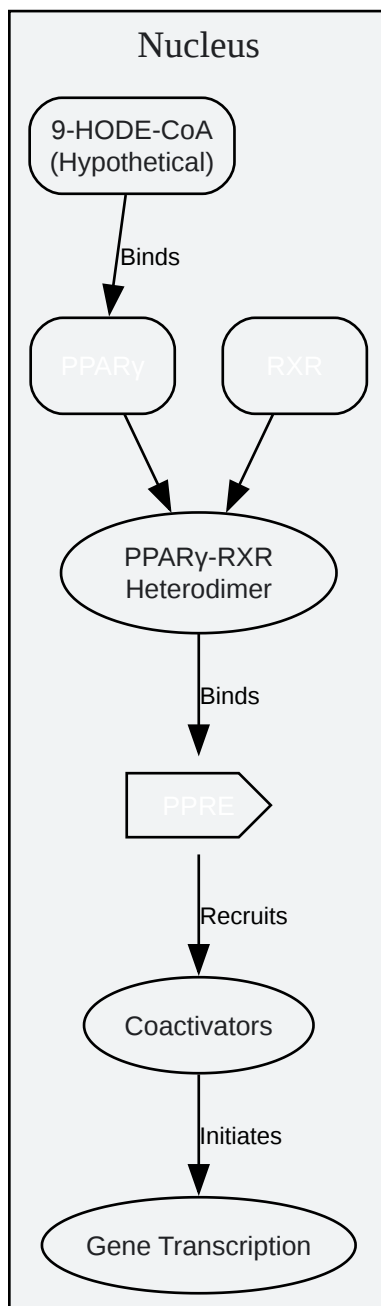 Nucleus
9-HODE-CoA
(Hypothetical)
Binds
PPARγ
RXR
PPARγ-RXR
Heterodimer
Binds
PPRE
Recruits
Coactivators
Initiates
Gene Transcription